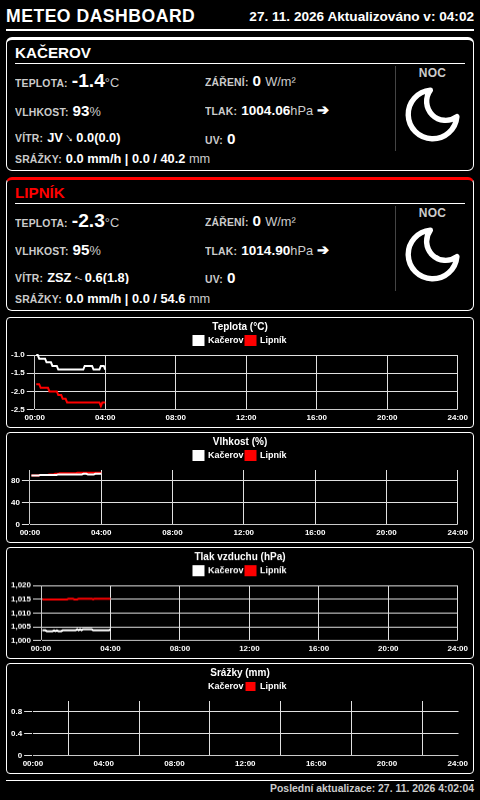 METEO DASHBOARD 27. 11. 2026 Aktualizováno v: 04:02
KAČEROV
TEPLOTA: -1.4°C ZÁŘENÍ: 0 W/m² NOC
VLHKOST: 93% TLAK: 1004.06hPa ➔
VÍTR: JV → 0.0(0.0) UV: 0
SRÁŽKY: 0.0 mm/h | 0.0 / 40.2 mm
LIPNÍK
TEPLOTA: -2.3°C ZÁŘENÍ: 0 W/m² NOC
VLHKOST: 95% TLAK: 1014.90hPa ➔
VÍTR: ZSZ → 0.6(1.8) UV: 0
SRÁŽKY: 0.0 mm/h | 0.0 / 54.6 mm
Teplota (°C)
Kačerov Lipník
-1.0
-1.5
-2.0
-2.5
00:00 04:00 08:00 12:00 16:00 20:00 24:00
Vlhkost (%)
Kačerov Lipník
80
40
0
00:00 04:00 08:00 12:00 16:00 20:00 24:00
Tlak vzduchu (hPa)
Kačerov Lipník
1,020
1,015
1,010
1,005
1,000
00:00 04:00 08:00 12:00 16:00 20:00 24:00
Srážky (mm)
Kačerov Lipník
0.8
0.4
0
00:00 04:00 08:00 12:00 16:00 20:00 24:00
Poslední aktualizace: 27. 11. 2026 4:02:04